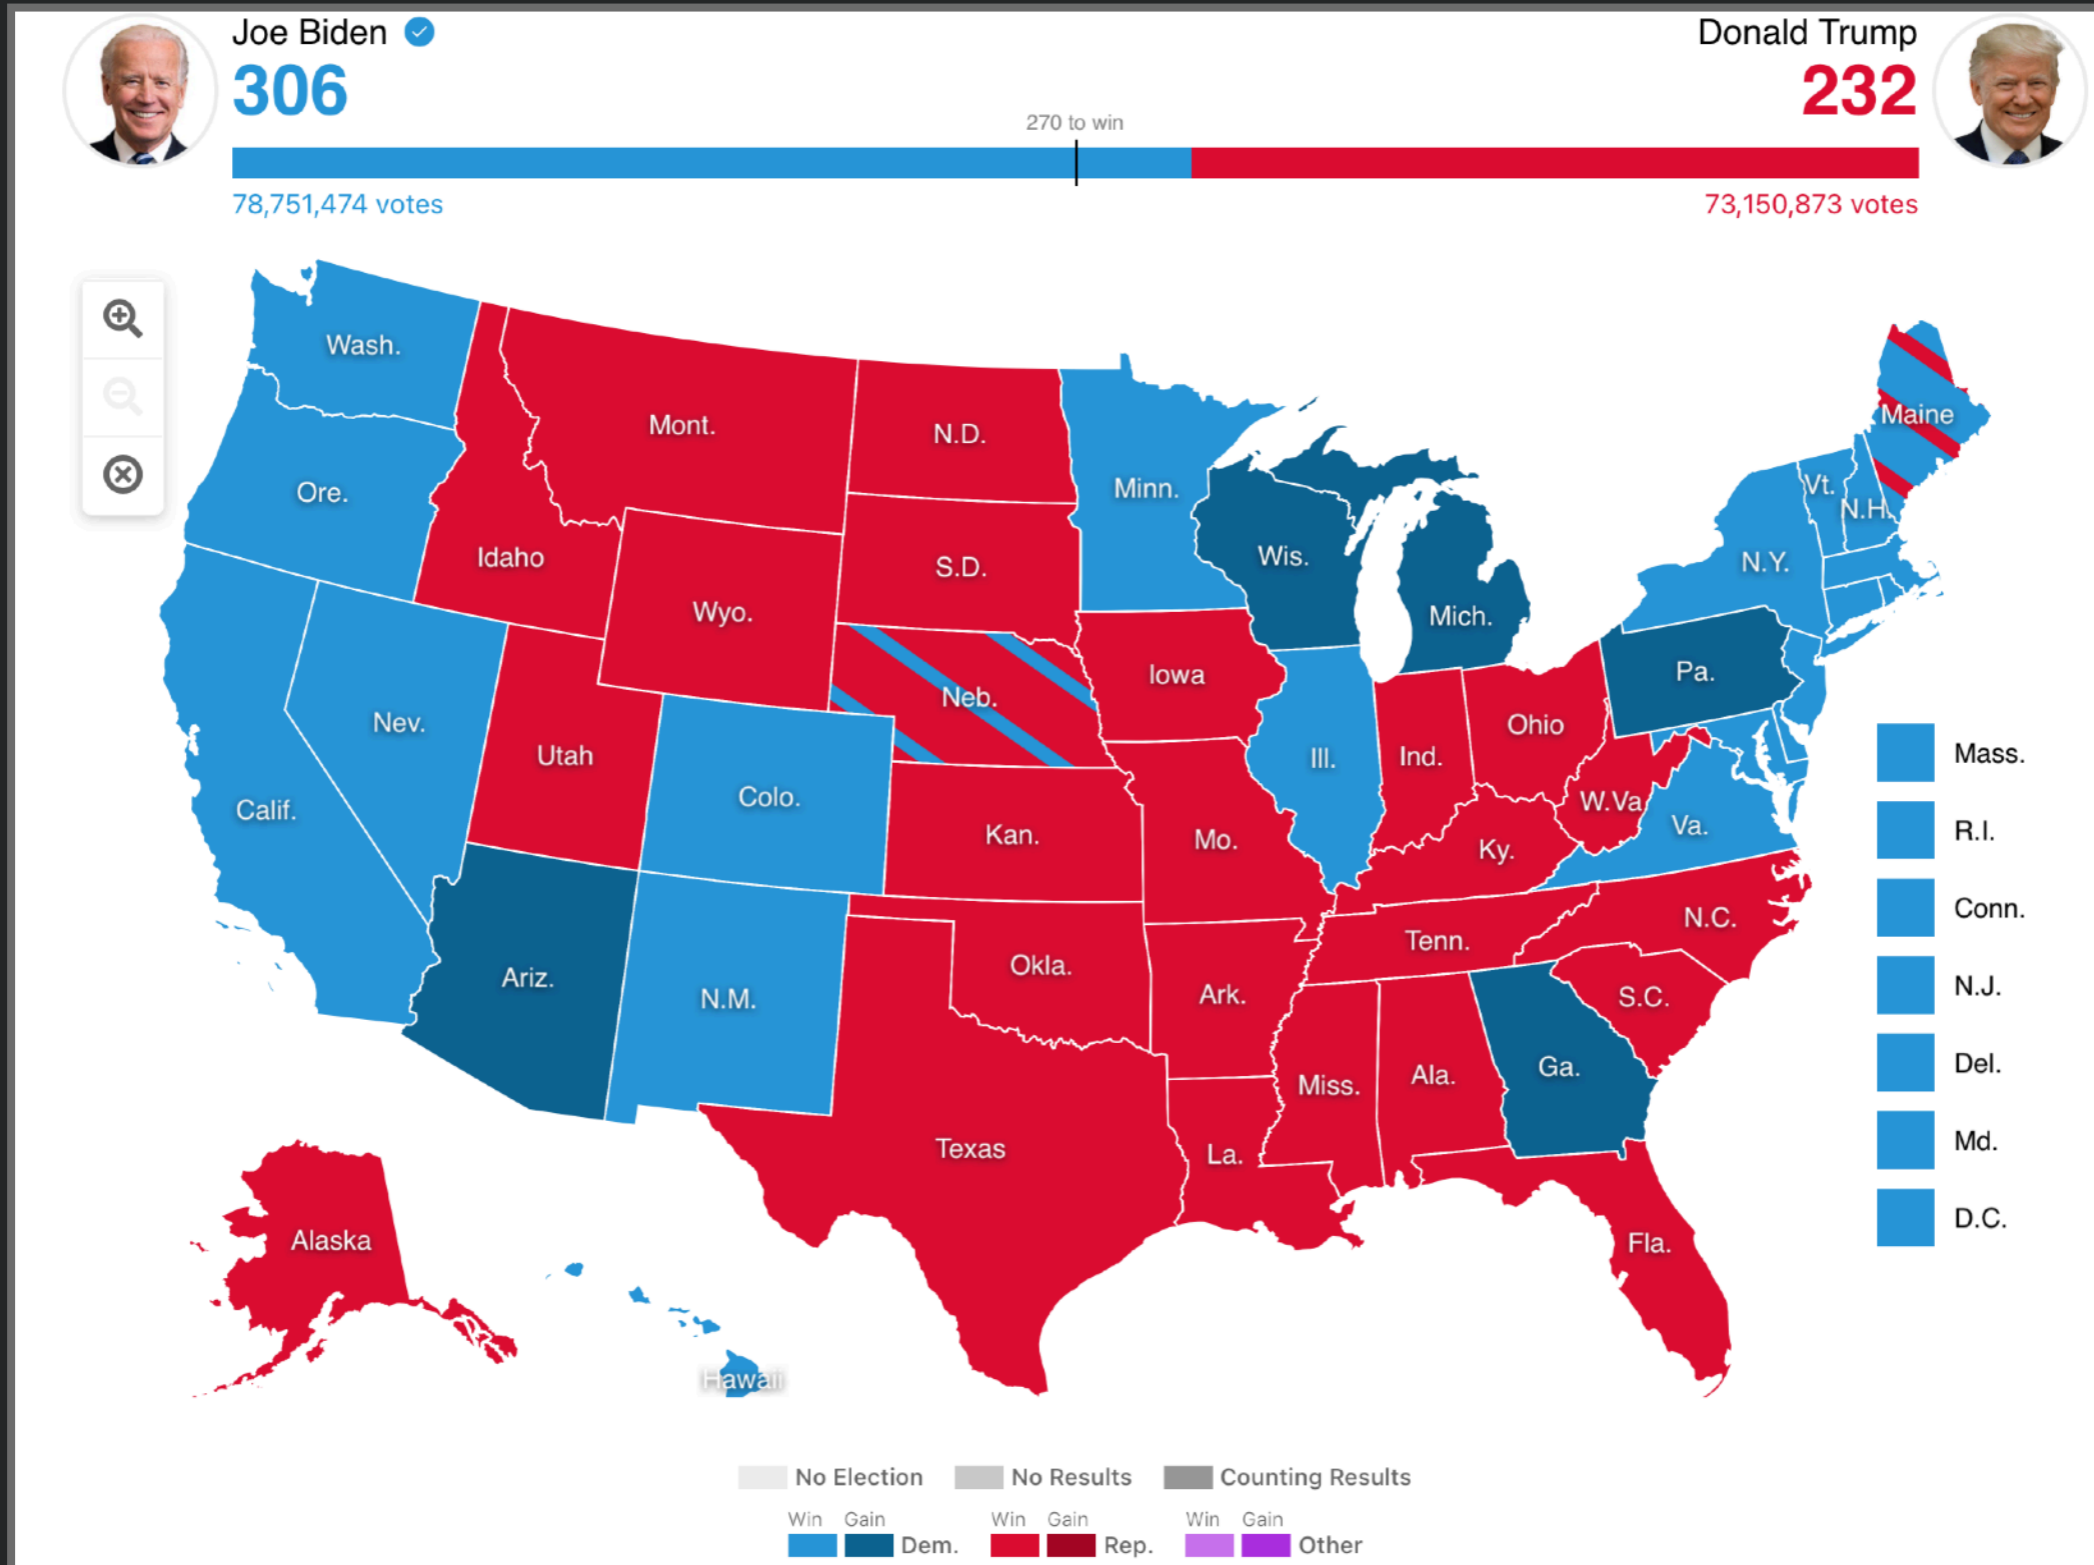 Joe Biden
306
Donald Trump
232
270 to win
78,751,474 votes
73,150,873 votes
Wash.
Mont.
N.D.
Minn.
Maine
Ore.
Idaho
S.D.
Wis.
Vt.
N.H.
Wyo.
Mich.
N.Y.
Nev.
Utah
Neb.
Iowa
Pa.
Calif.
Colo.
Kan.
Mo.
Ill.
Ind.
Ohio
W.Va
Va.
Ky.
Ariz.
N.M.
Okla.
Ark.
Tenn.
N.C.
S.C.
Texas
La.
Miss.
Ala.
Ga.
Fla.
Alaska
Hawaii
Mass.
R.I.
Conn.
N.J.
Del.
Md.
D.C.
No Election No Results Counting Results
Win Gain Win Gain Win Gain
Dem. Rep. Other